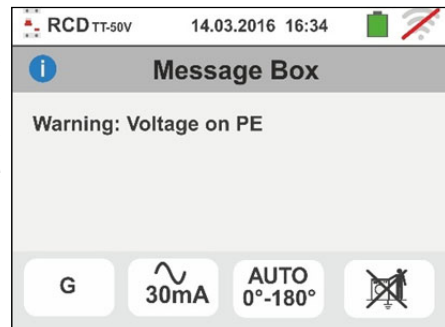 RCD TT-50V 14.03.2016 16:34
i Message Box
Warning: Voltage on PE
G 30mA AUTO
0°-180°